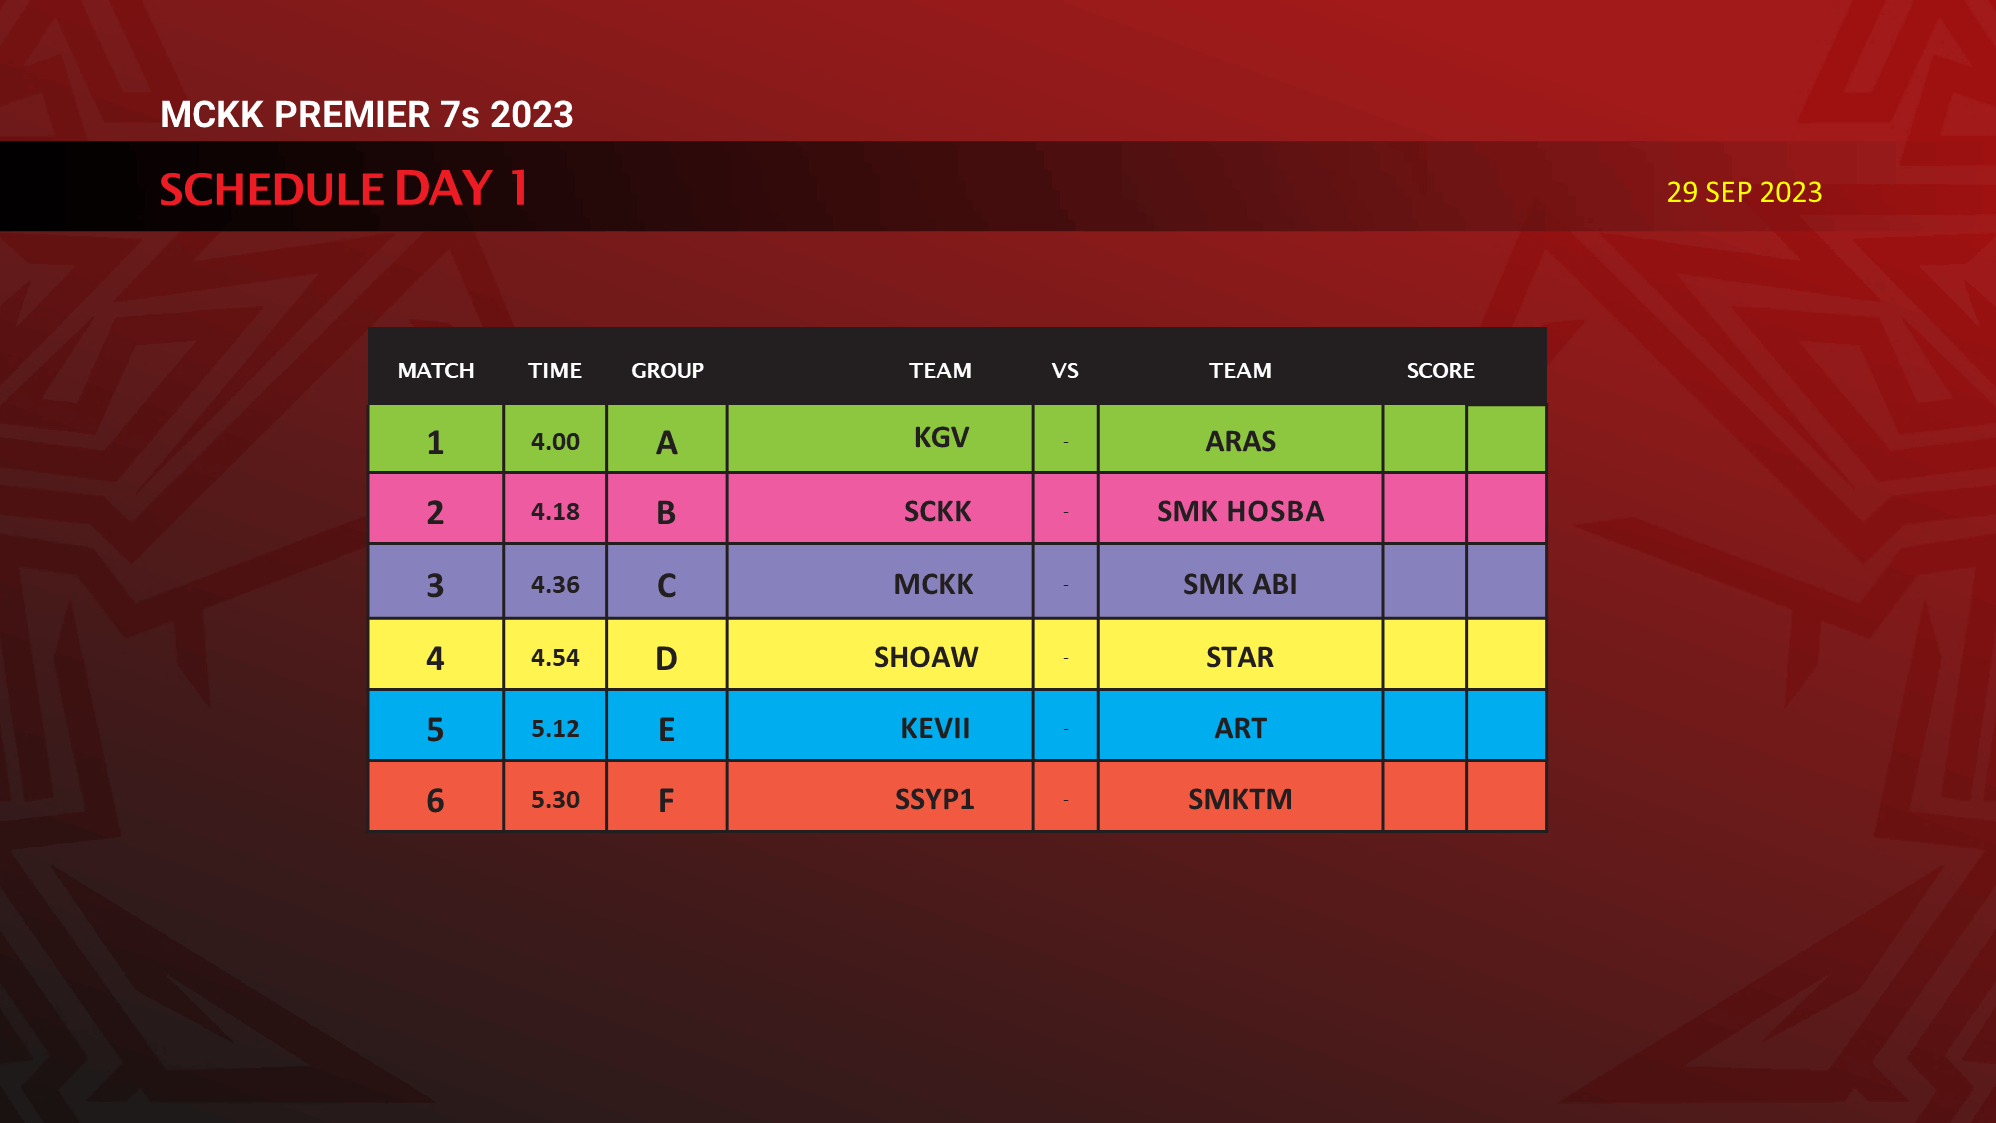 MCKK PREMIER 7s 2023
SCHEDULE DAY 1
29 SEP 2023
MATCH TIME GROUP TEAM VS TEAM SCORE
1 4.00 A KGV - ARAS
2 4.18 B SCKK - SMK HOSBA
3 4.36 C MCKK - SMK ABI
4 4.54 D SHOAW - STAR
5 5.12 E KEVII - ART
6 5.30 F SSYP1 - SMKTM